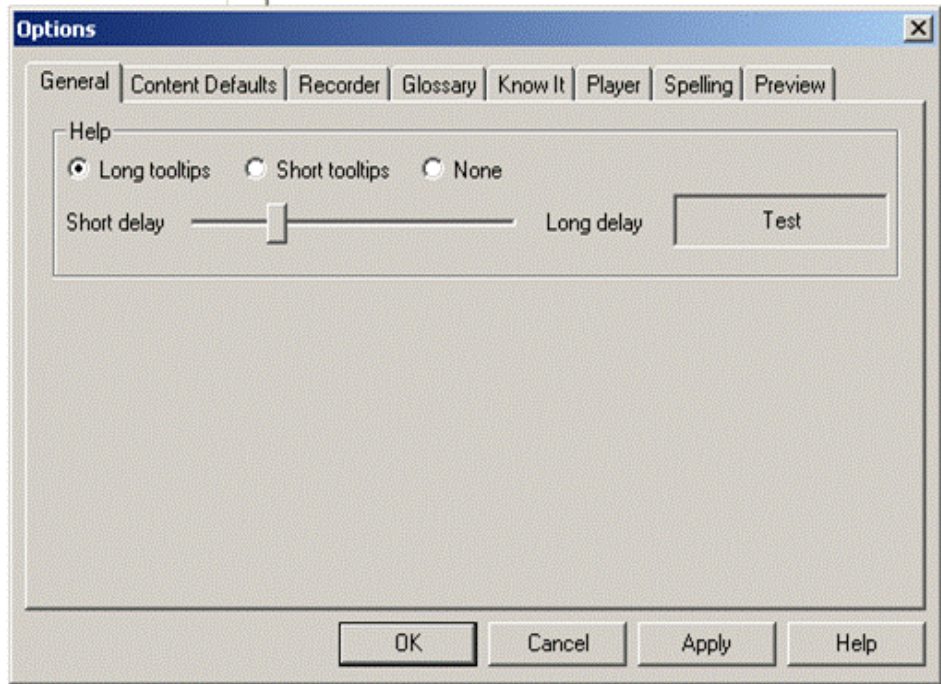 Options
General Content Defaults Recorder Glossary Know It Player Spelling Preview
Help
Long tooltips Short tooltips None
Short delay Long delay Test
OK Cancel Apply Help